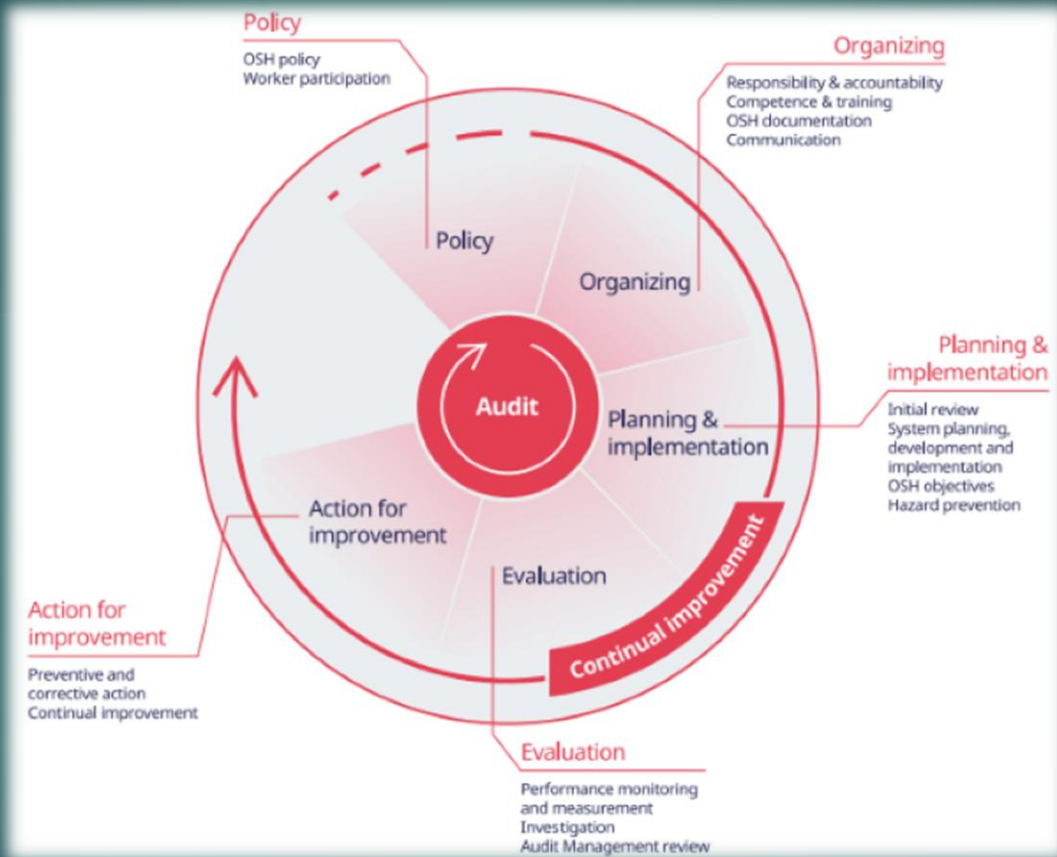 Policy
OSH policy
Worker participation
Organizing
Responsibility & accountability
Competence & training
OSH documentation
Communication
Policy
Organizing
Planning &
implementation
Initial review
System planning,
development and
implementation
OSH objectives
Hazard prevention
Audit
Planning &
implementation
Action for
improvement
Evaluation
Continual improvement
Action for
improvement
Preventive and
corrective action
Continual improvement
Evaluation
Performance monitoring
and measurement
Investigation
Audit Management review